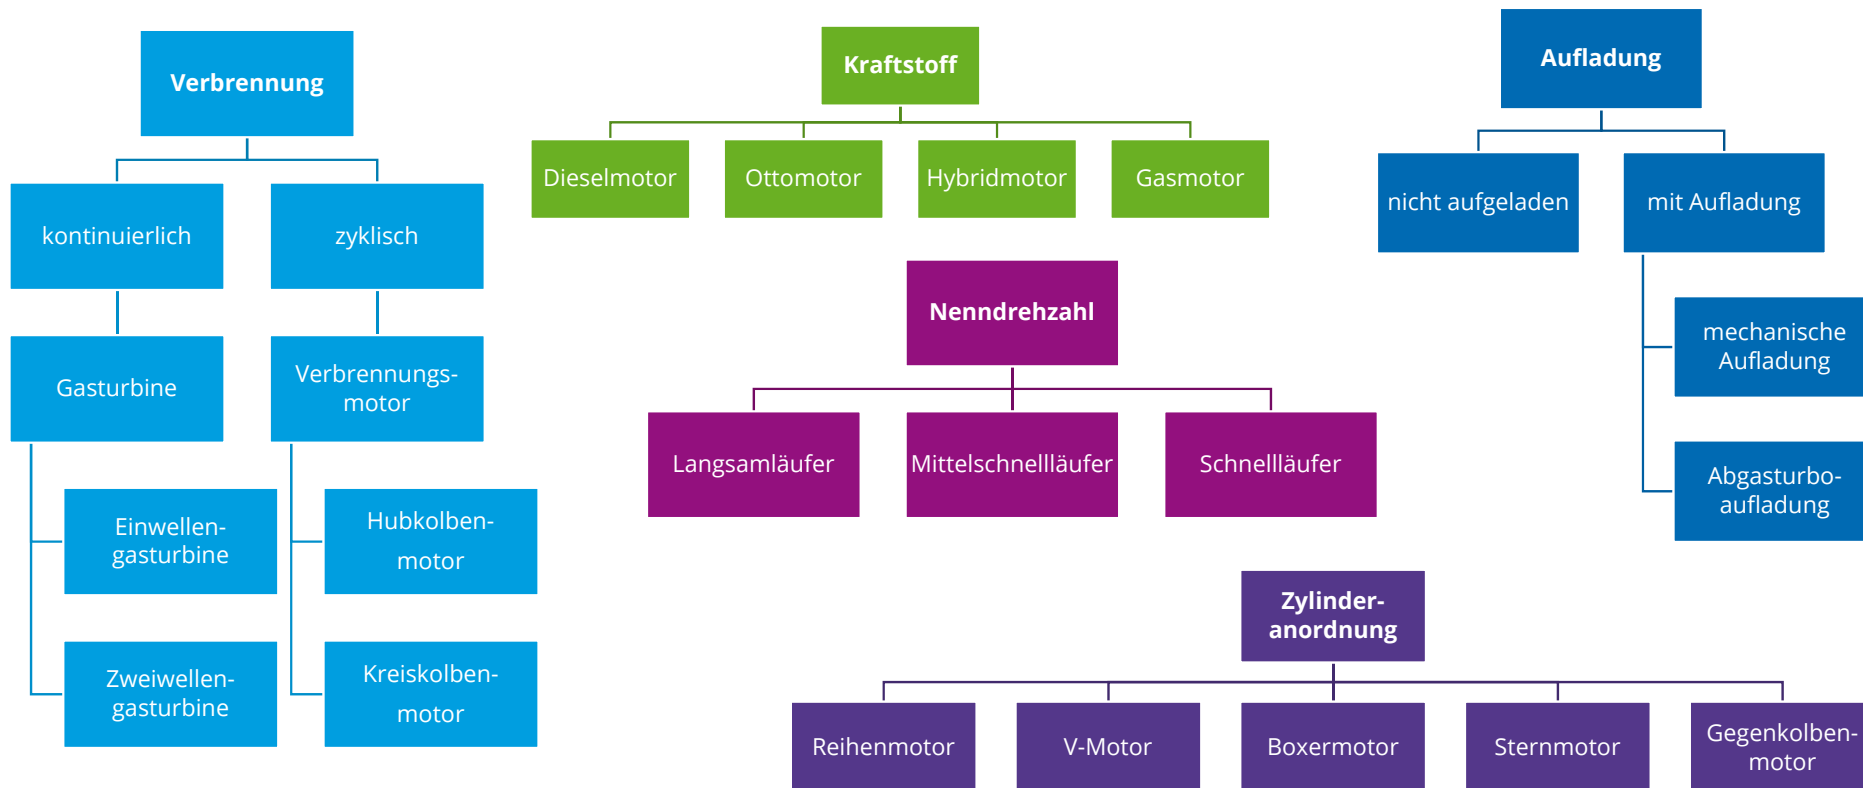 Verbrennung
kontinuierlich
zyklisch
Gasturbine
Verbrennungs-
motor
Einwellen-
gasturbine
Hubkolben-
motor
Zweiwellen-
gasturbine
Kreiskolben-
motor
Kraftstoff
Dieselmotor
Ottomotor
Hybridmotor
Gasmotor
Nenndrehzahl
Langsamläufer
Mittelschnellläufer
Schnellläufer
Aufladung
nicht aufgeladen
mit Aufladung
mechanische
Aufladung
Abgasturbo-
aufladung
Zylinder-
anordnung
Reihenmotor
V-Motor
Boxermotor
Sternmotor
Gegenkolben-
motor